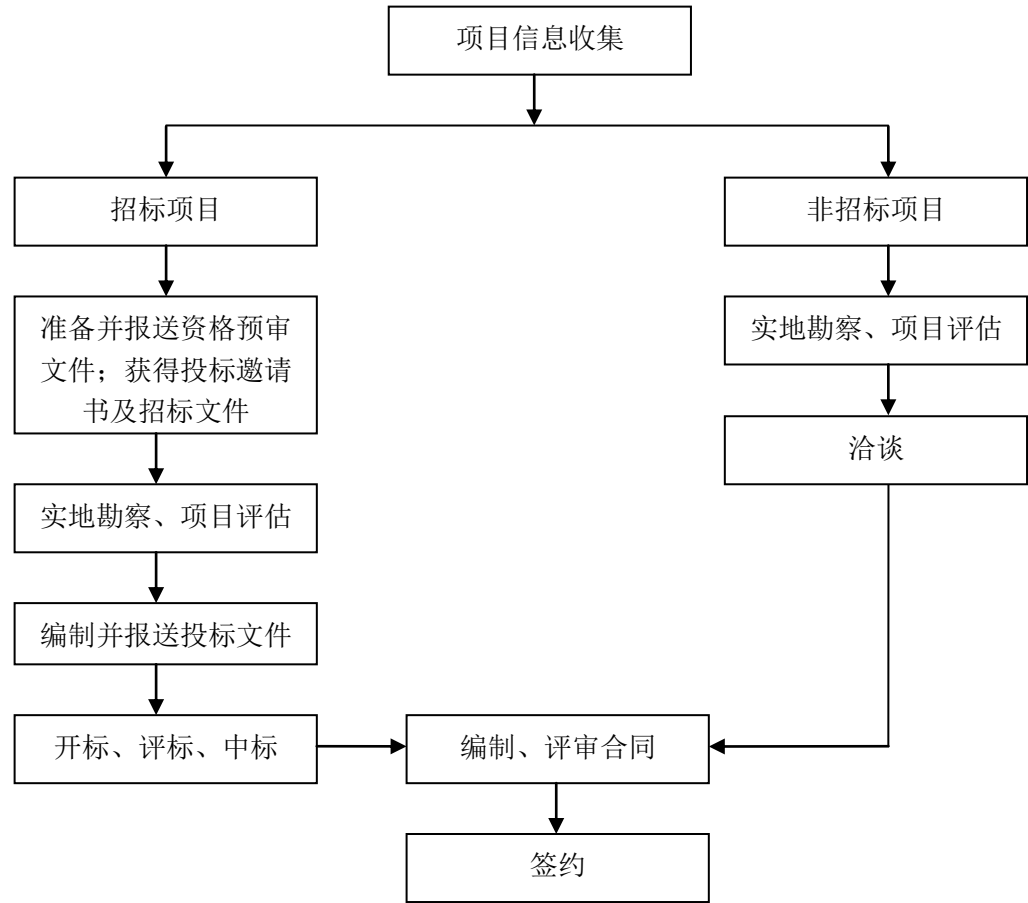 项目信息收集
招标项目
非招标项目
准备并报送资格预审
文件；获得投标邀请
书及招标文件
实地勘察、项目评估
洽谈
实地勘察、项目评估
编制并报送投标文件
开标、评标、中标
编制、评审合同
签约